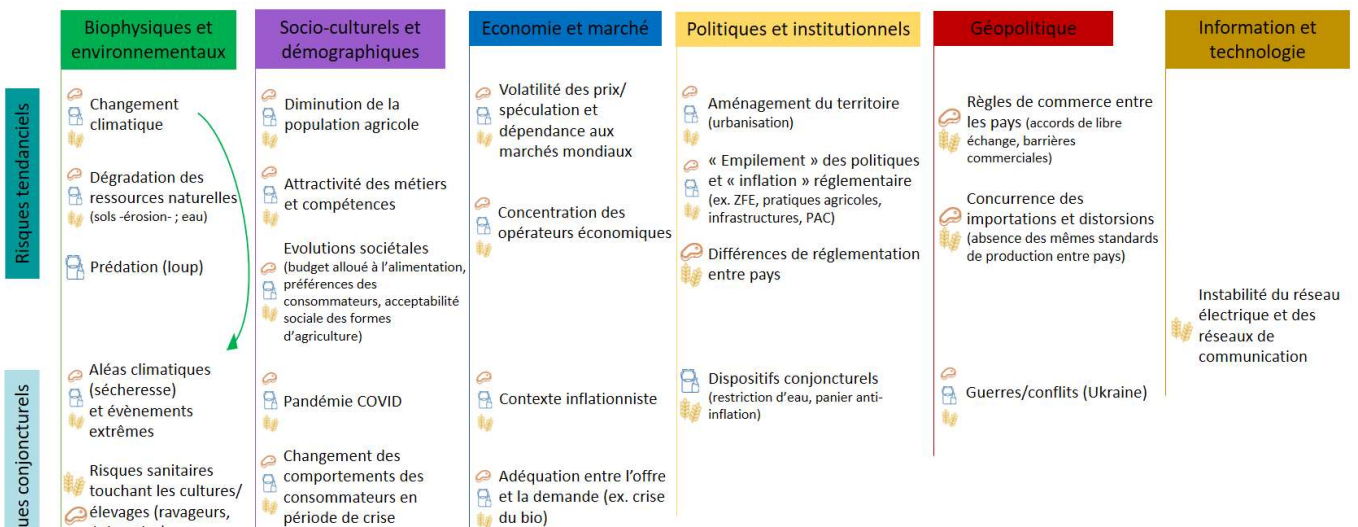 Biophysiques et
environnementaux
Socio-culturels et
démographiques
Economie et marché
Politiques et institutionnels
Géopolitique
Information et
technologie
Risques tendanciels
Changement
climatique
Dégradation des
ressources naturelles
(sols -érosion- ; eau)
Prédation (loup)
Diminution de la
population agricole
Attractivité des métiers
et compétences
Evolutions sociétales
(budget alloué à l’alimentation,
préférences des
consommateurs, acceptabilité
sociale des formes
d’agriculture)
Volatilité des prix/
spéculation et
dépendance aux
marchés mondiaux
Concentration des
opérateurs économiques
Aménagement du territoire
(urbanisation)
« Empilement » des politiques
et « inflation » réglementaire
(ex. ZFE, pratiques agricoles,
infrastructures, PAC)
Différences de réglementation
entre pays
Règles de commerce entre
les pays (accords de libre
échange, barrières
commerciales)
Concurrence des
importations et distorsions
(absence des mêmes standards
de production entre pays)
Instabilité du réseau
électrique et des
réseaux de
communication
conjoncturels
Aléas climatiques
(sécheresse)
et évènements
extrêmes
Risques sanitaires
touchant les cultures/
élevages (ravageurs,
Pandémie COVID
Changement des
comportements des
consommateurs en
période de crise
Contexte inflationniste
Adéquation entre l’offre
et la demande (ex. crise
du bio)
Dispositifs conjoncturels
(restriction d’eau, panier anti-
inflation)
Guerres/conflits (Ukraine)